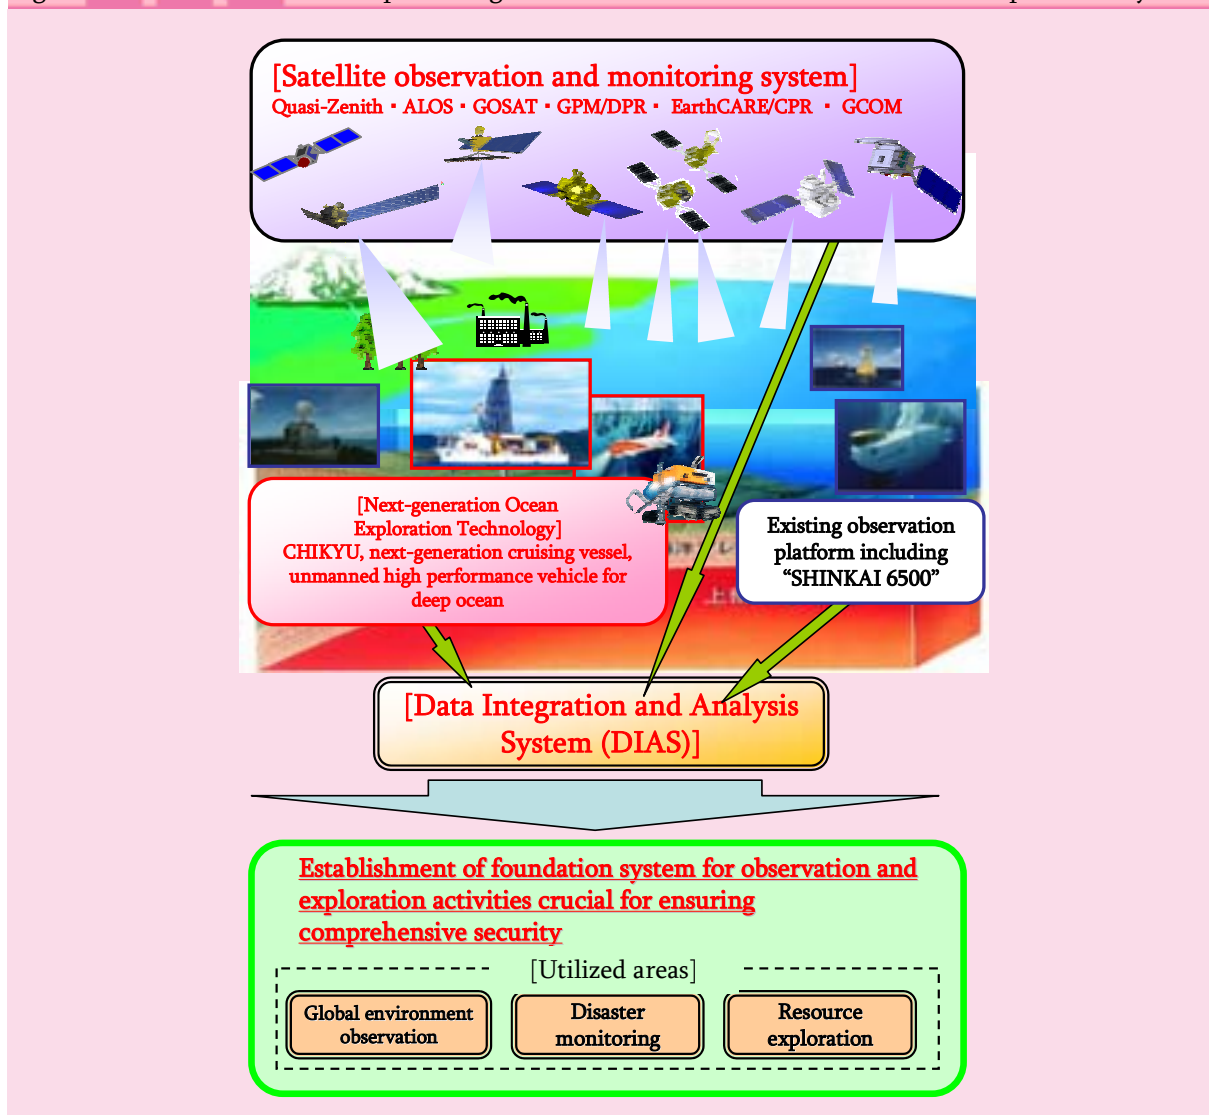 [Satellite observation and monitoring system]
Quasi-Zenith・ALOS・GOSAT・GPM/DPR・ EarthCARE/CPR ・ GCOM
[Next-generation Ocean
Exploration Technology]
CHIKYU, next-generation cruising vessel,
unmanned high performance vehicle for
deep ocean
Existing observation
platform including
“SHINKAI 6500”
[Data Integration and Analysis
System (DIAS)]
Establishment of foundation system for observation and
exploration activities crucial for ensuring
comprehensive security
[Utilized areas]
Global environment
observation
Disaster
monitoring
Resource
exploration